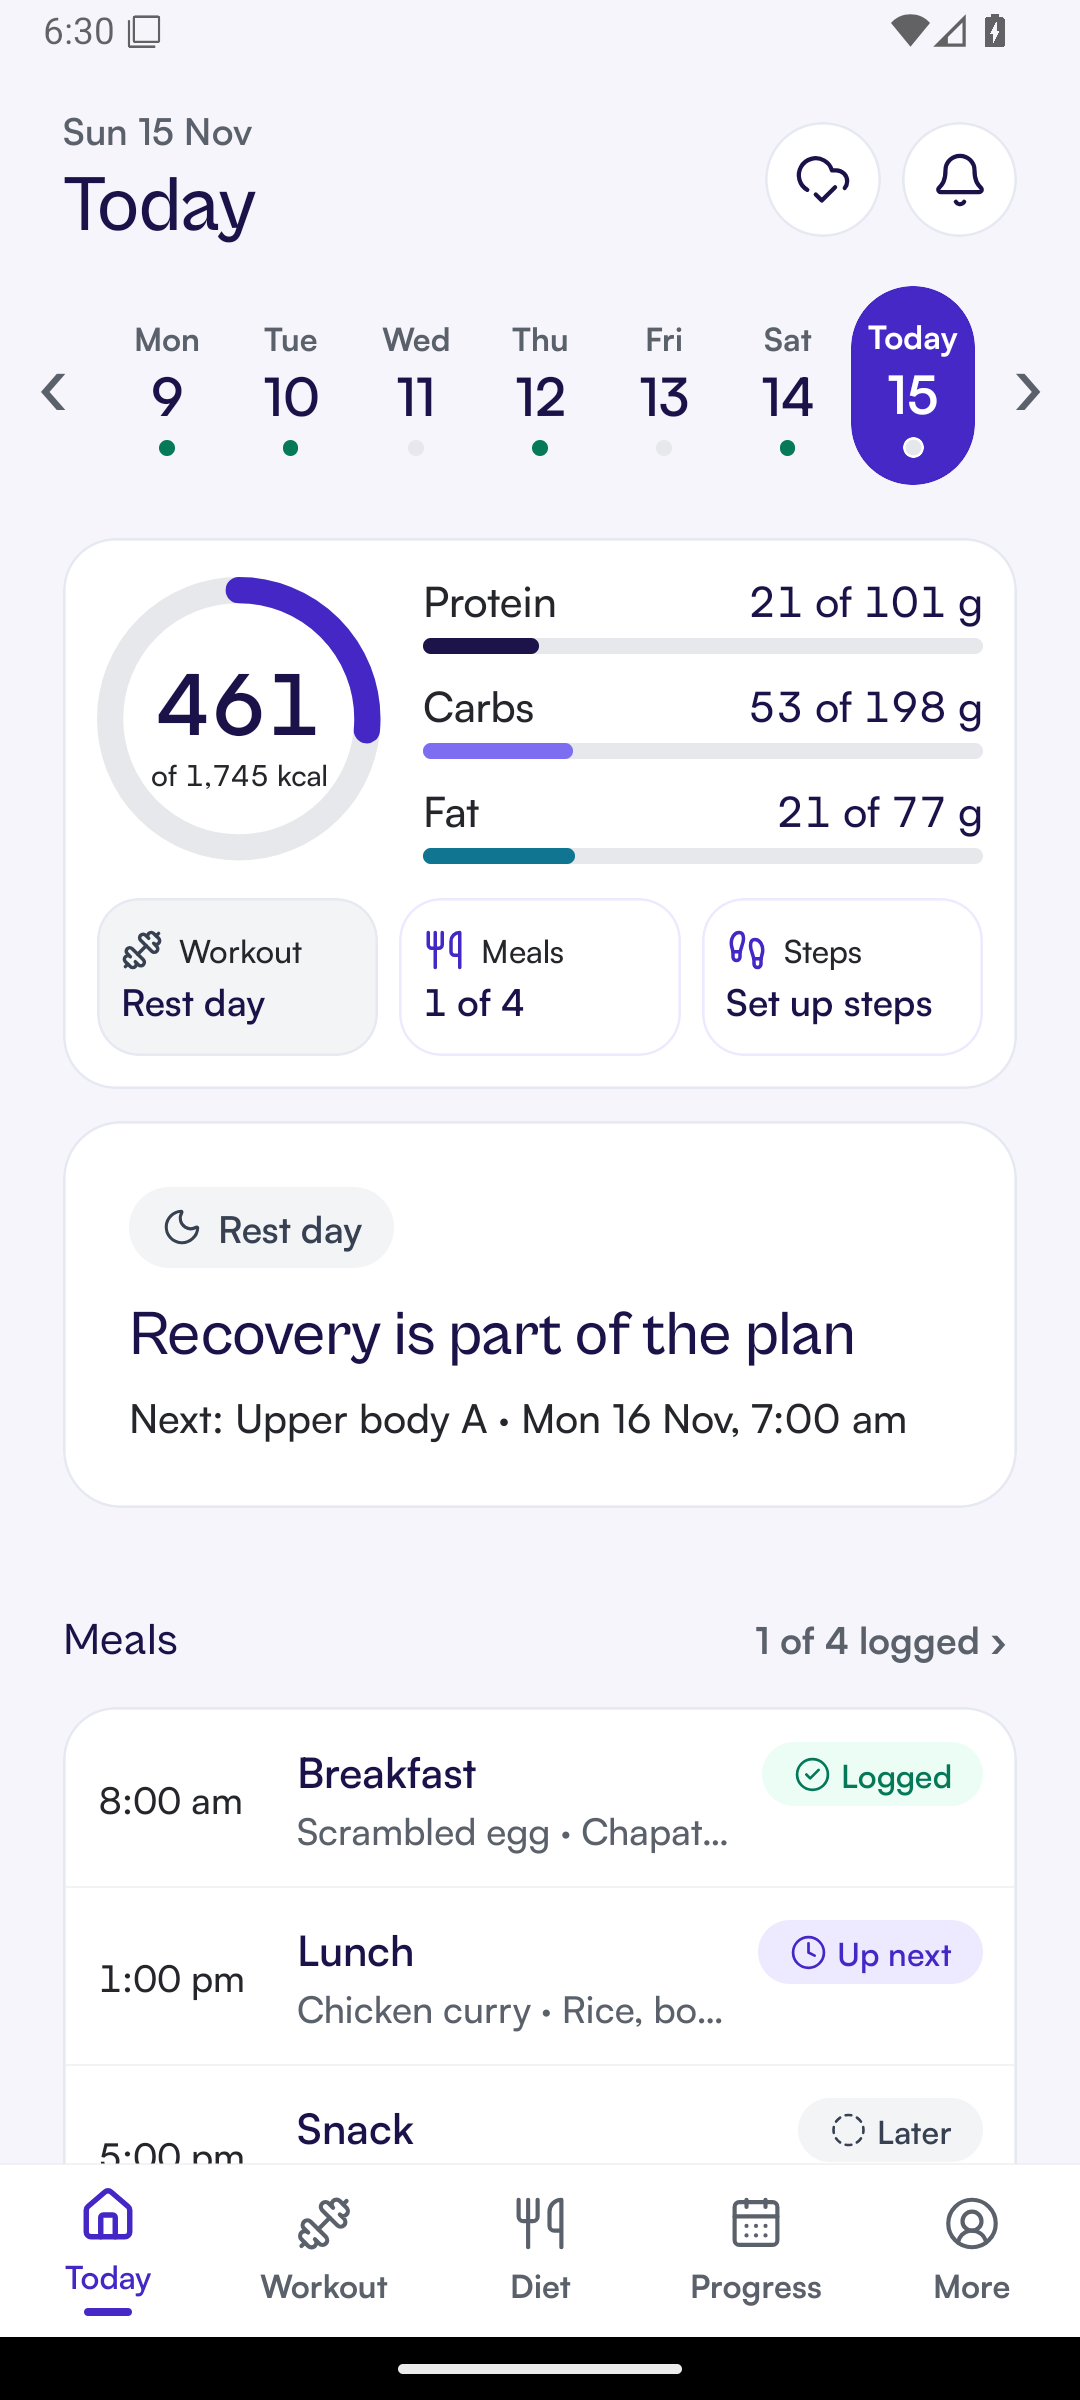 6:30
Sun 15 Nov
Today
Mon Tue Wed Thu Fri Sat Today
9 10 11 12 13 14 15
461
of 1,745 kcal
Protein 21 of 101 g
Carbs 53 of 198 g
Fat 21 of 77 g
Workout
Rest day
Meals
1 of 4
Steps
Set up steps
Rest day
Recovery is part of the plan
Next: Upper body A · Mon 16 Nov, 7:00 am
Meals 1 of 4 logged ›
8:00 am
Breakfast
Scrambled egg · Chapat...
Logged
1:00 pm
Lunch
Chicken curry · Rice, bo...
Up next
5:00 pm
Snack
Later
Today Workout Diet Progress More